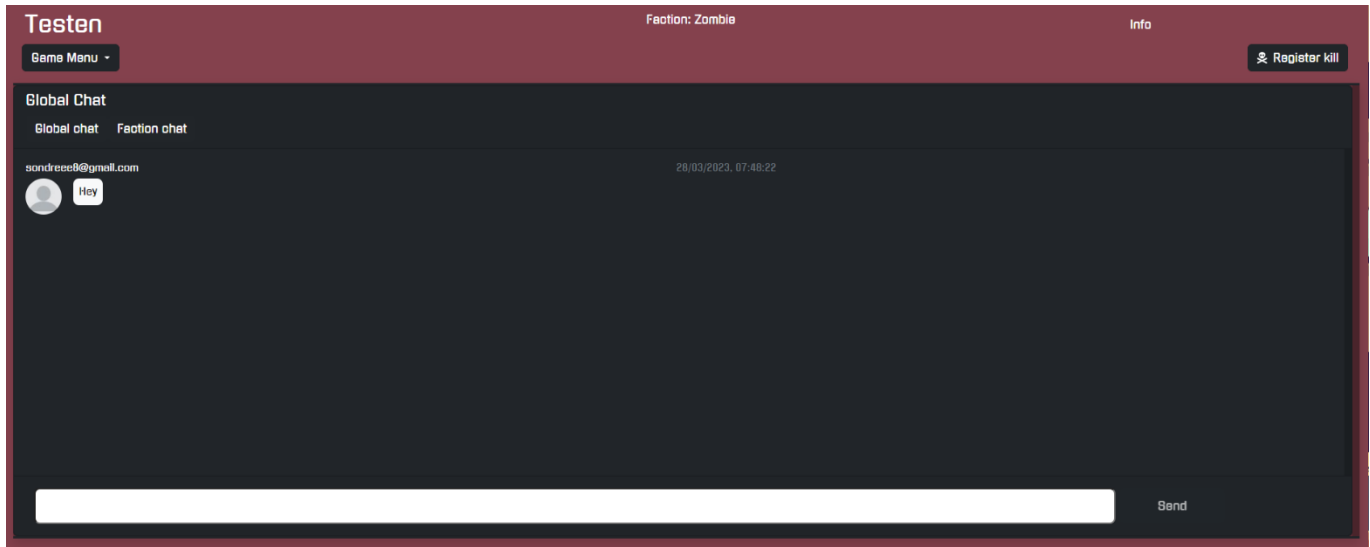 Testen
Faction: Zombie
Info
Game Menu
Register kill
Global Chat
Global chat Faction chat
sondreee8@gmail.com 28/03/2023, 07:48:22
Hey
Send